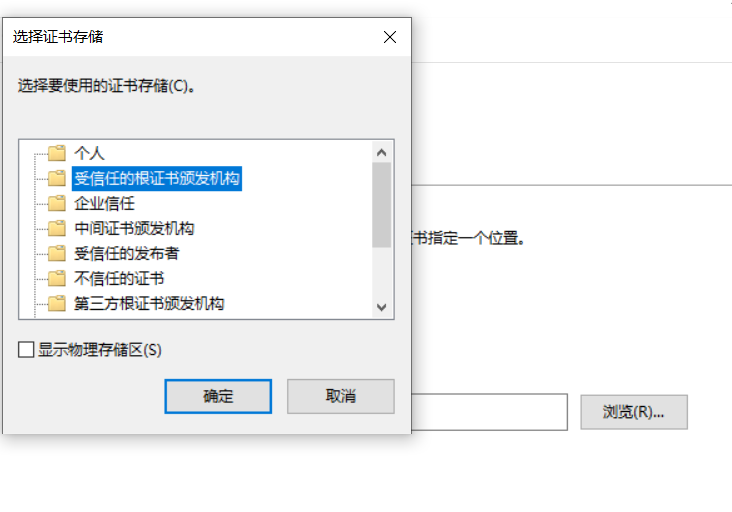 选择证书存储
选择要使用的证书存储(C)。
个人
受信任的根证书颁发机构
企业信任
中间证书颁发机构
受信任的发布者
不信任的证书
第三方根证书颁发机构
书指定一个位置。
显示物理存储区(S)
确定
取消
浏览(R)...